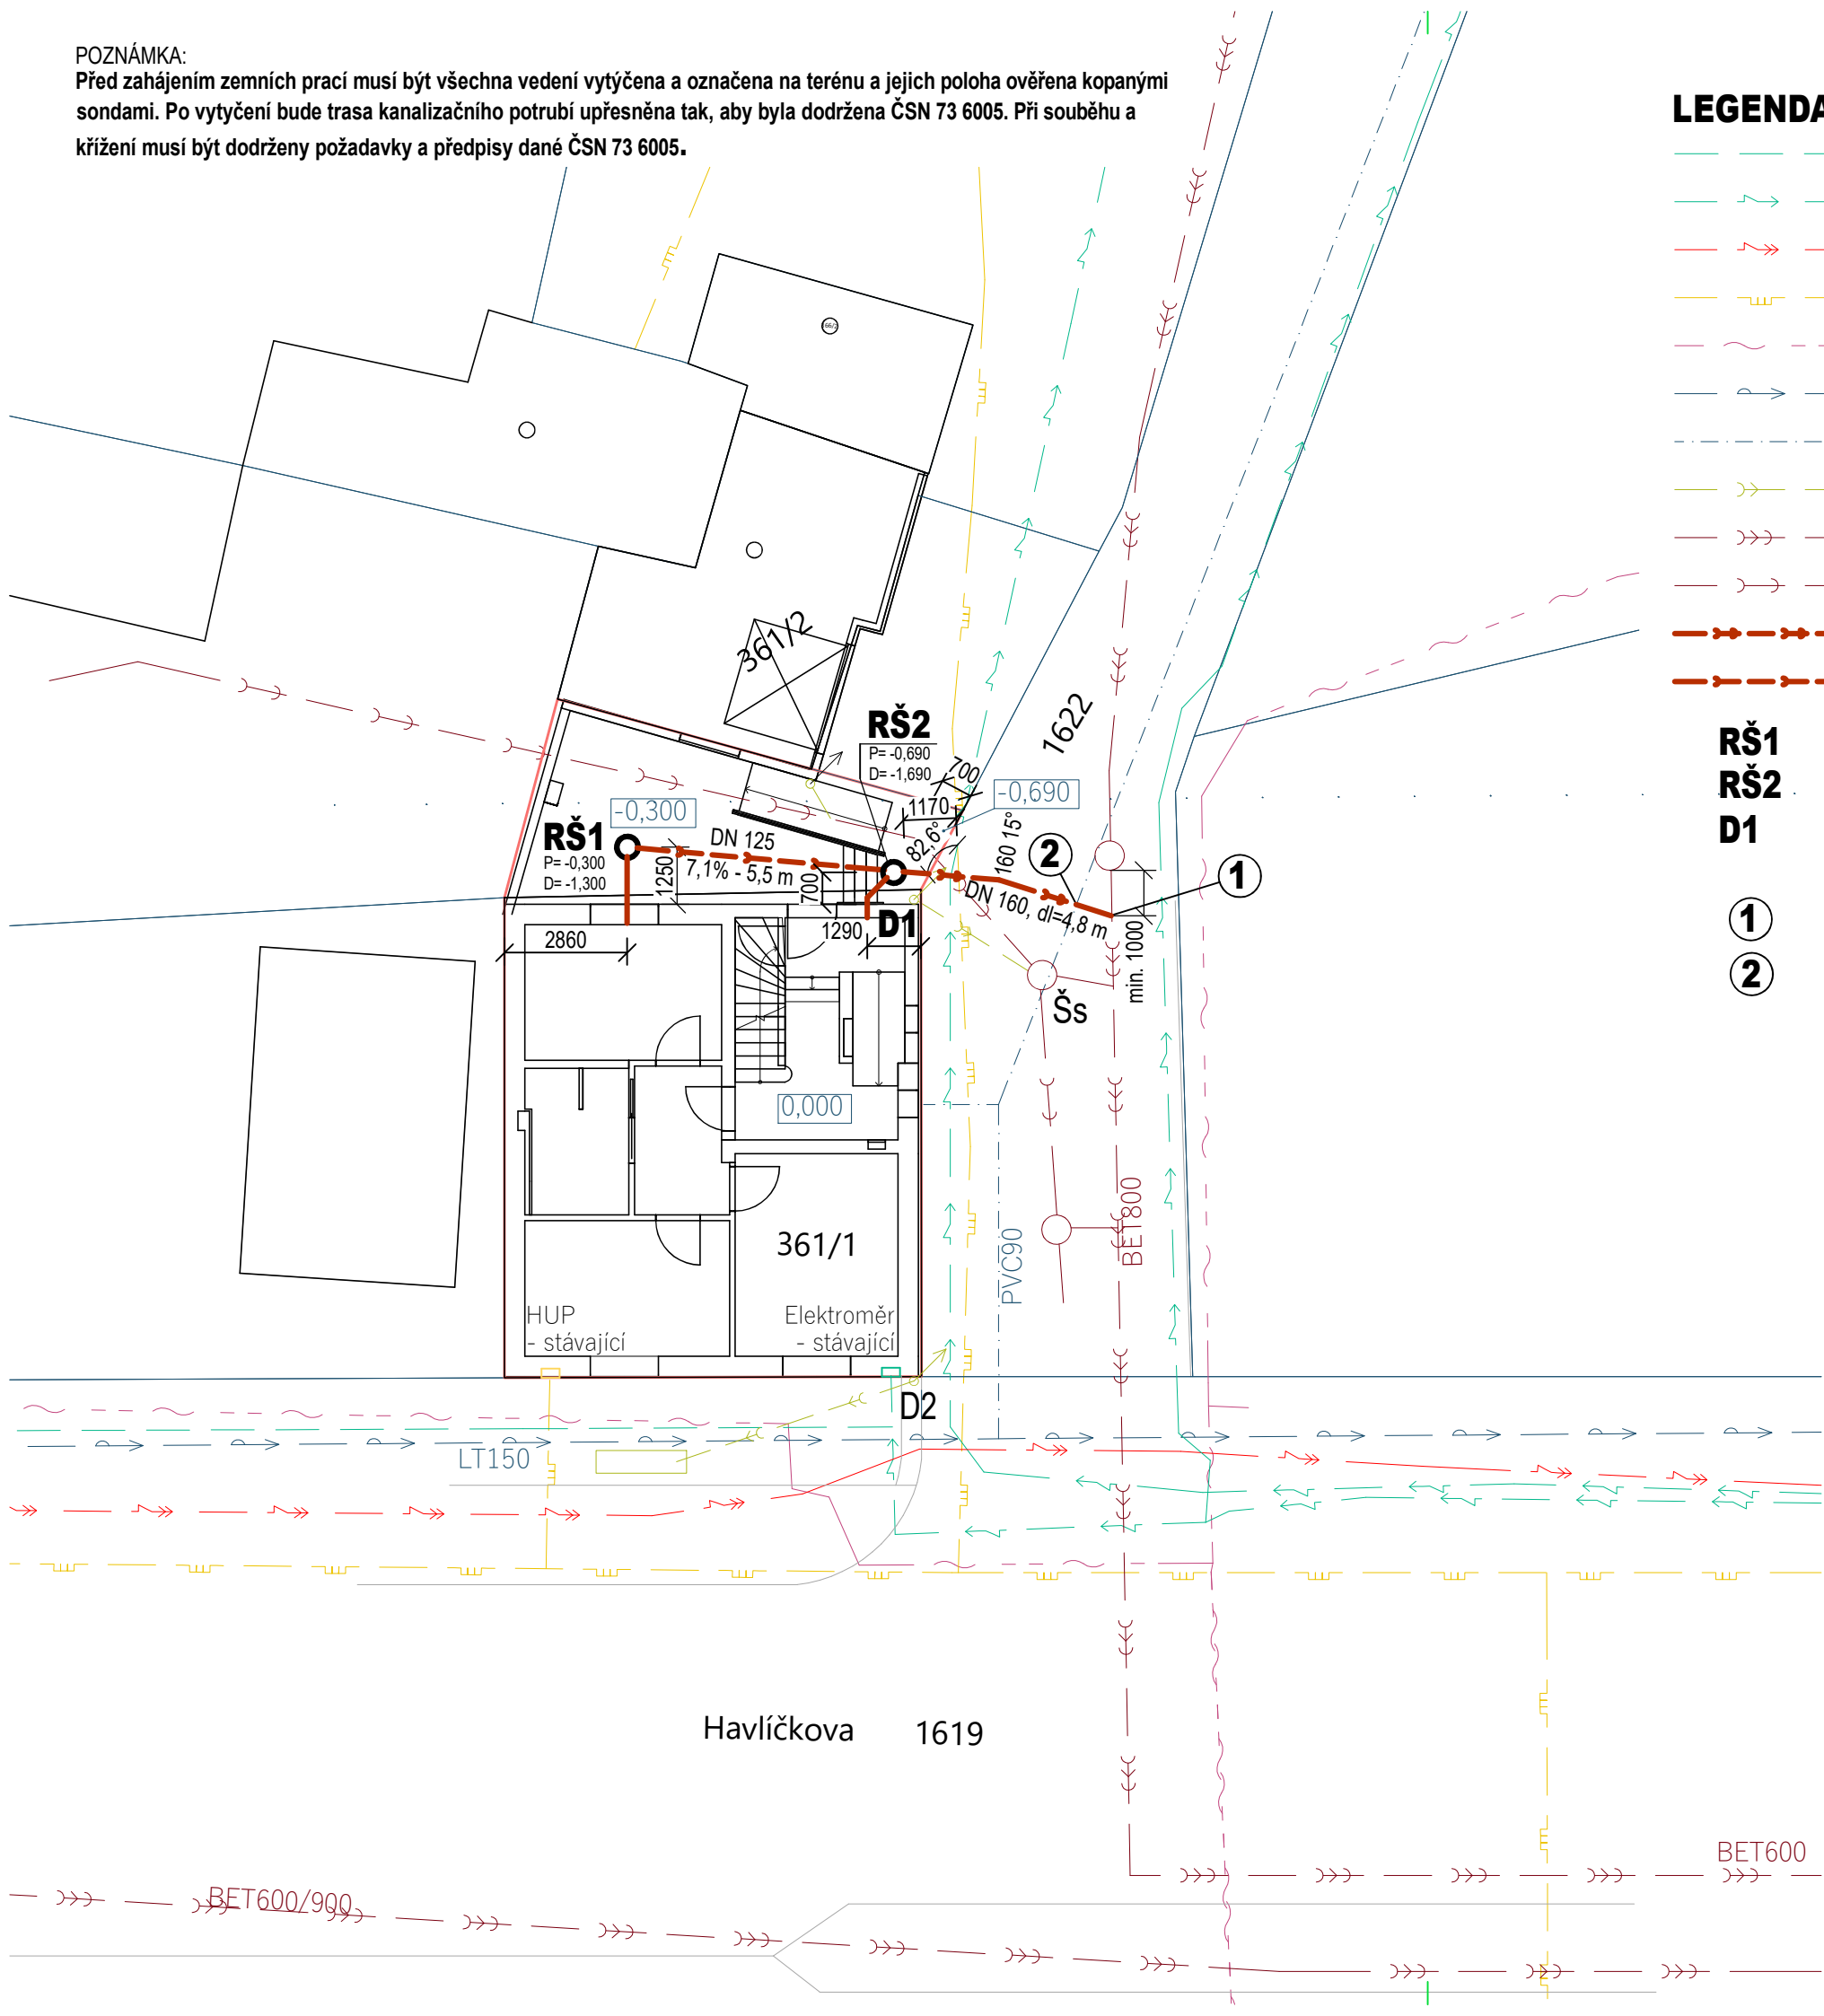 POZNÁMKA:
Před zahájením zemních prací musí být všechna vedení vytýčena a označena na terénu a jejich poloha ověřena kopanými
sondami. Po vytyčení bude trasa kanalizačního potrubí upřesněna tak, aby byla dodržena ČSN 73 6005. Při souběhu a
křížení musí být dodrženy požadavky a předpisy dané ČSN 73 6005.
LEGENDA
361/2
1622
RŠ2
P= -0,690
D= -1,690
700
1170
-0,690
82,6°
160 15°
-0,300
RŠ1
P= -0,300
D= -1,300
DN 125
7,1% - 5,5 m
1250
700
DN 160, dl=4,8 m
2
1
min. 1000
2860
1290
D1
Šs
0,000
361/1
HUP
- stávající
Elektroměr
- stávající
PVC90
BET800
D2
LT150
Havlíčkova 1619
BET600
BET600/900
RŠ1
RŠ2
D1
1
2